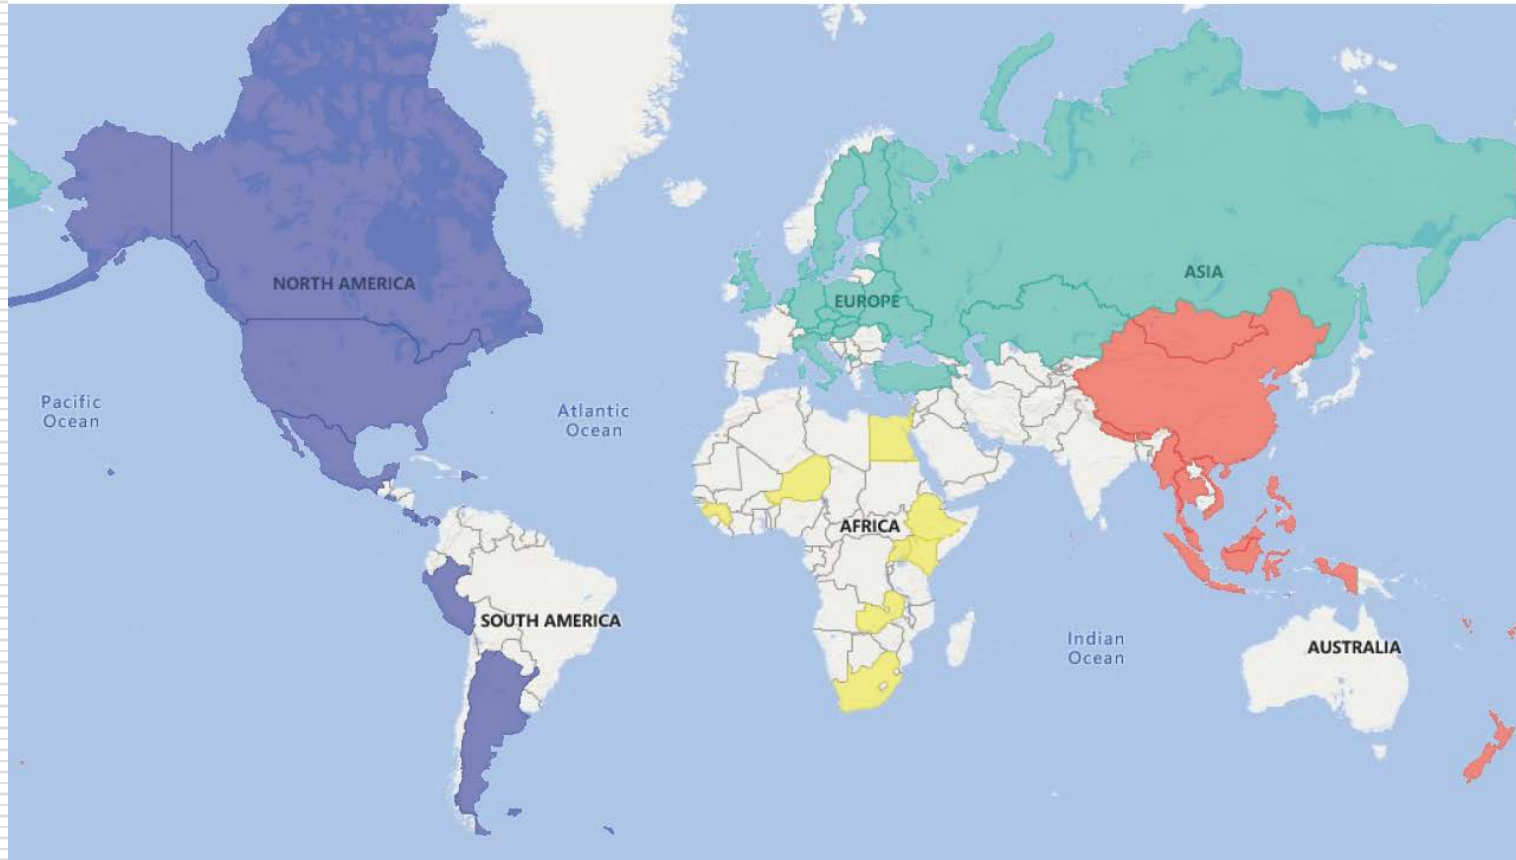 ASIA
NORTH AMERICA
EUROPE
Pacific
Ocean
Atlantic
Ocean
AFRICA
SOUTH AMERICA
Indian
Ocean
AUSTRALIA